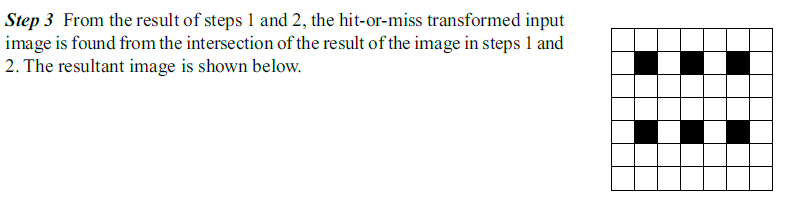 Step 3 From the result of steps 1 and 2, the hit-or-miss transformed input
image is found from the intersection of the result of the image in steps 1 and
2. The resultant image is shown below.